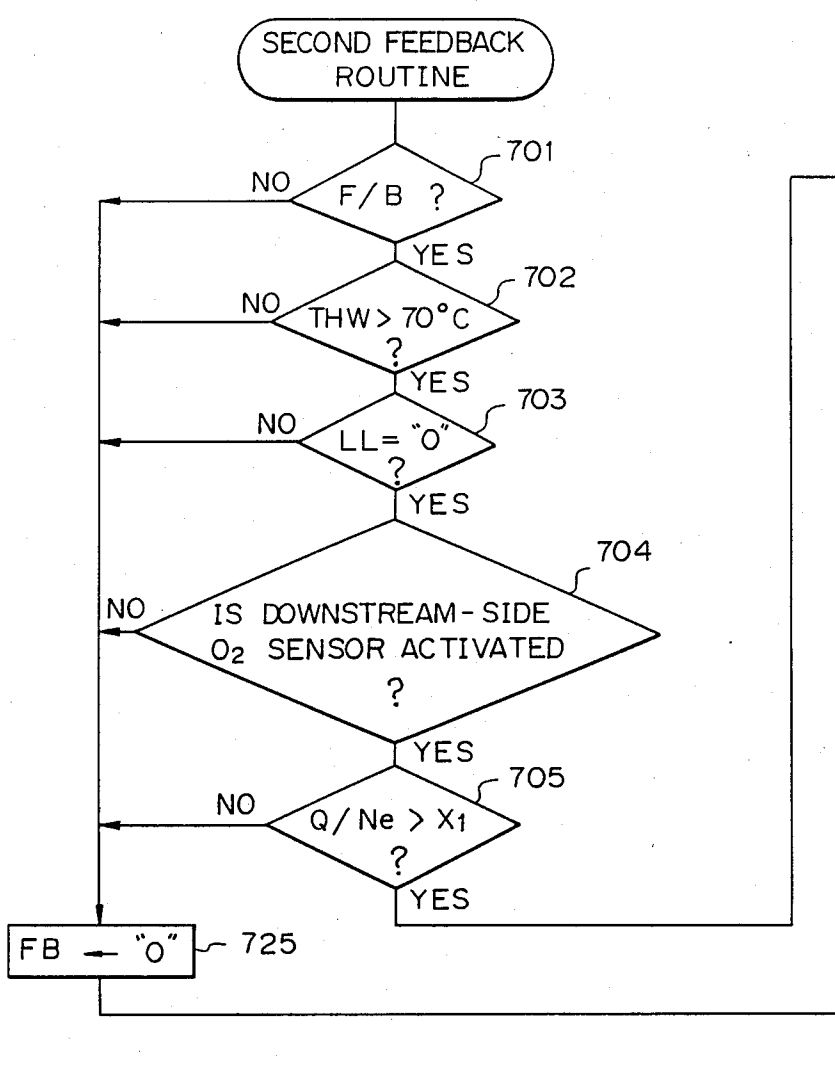 SECOND FEEDBACK
ROUTINE
701
NO
F/B ?
YES
702
NO
THW > 70°C
?
YES
703
NO
LL = "0"
?
YES
704
NO
IS DOWNSTREAM-SIDE
O2 SENSOR ACTIVATED
?
YES
705
NO
Q/Ne > X1
?
YES
FB ← "0"
725